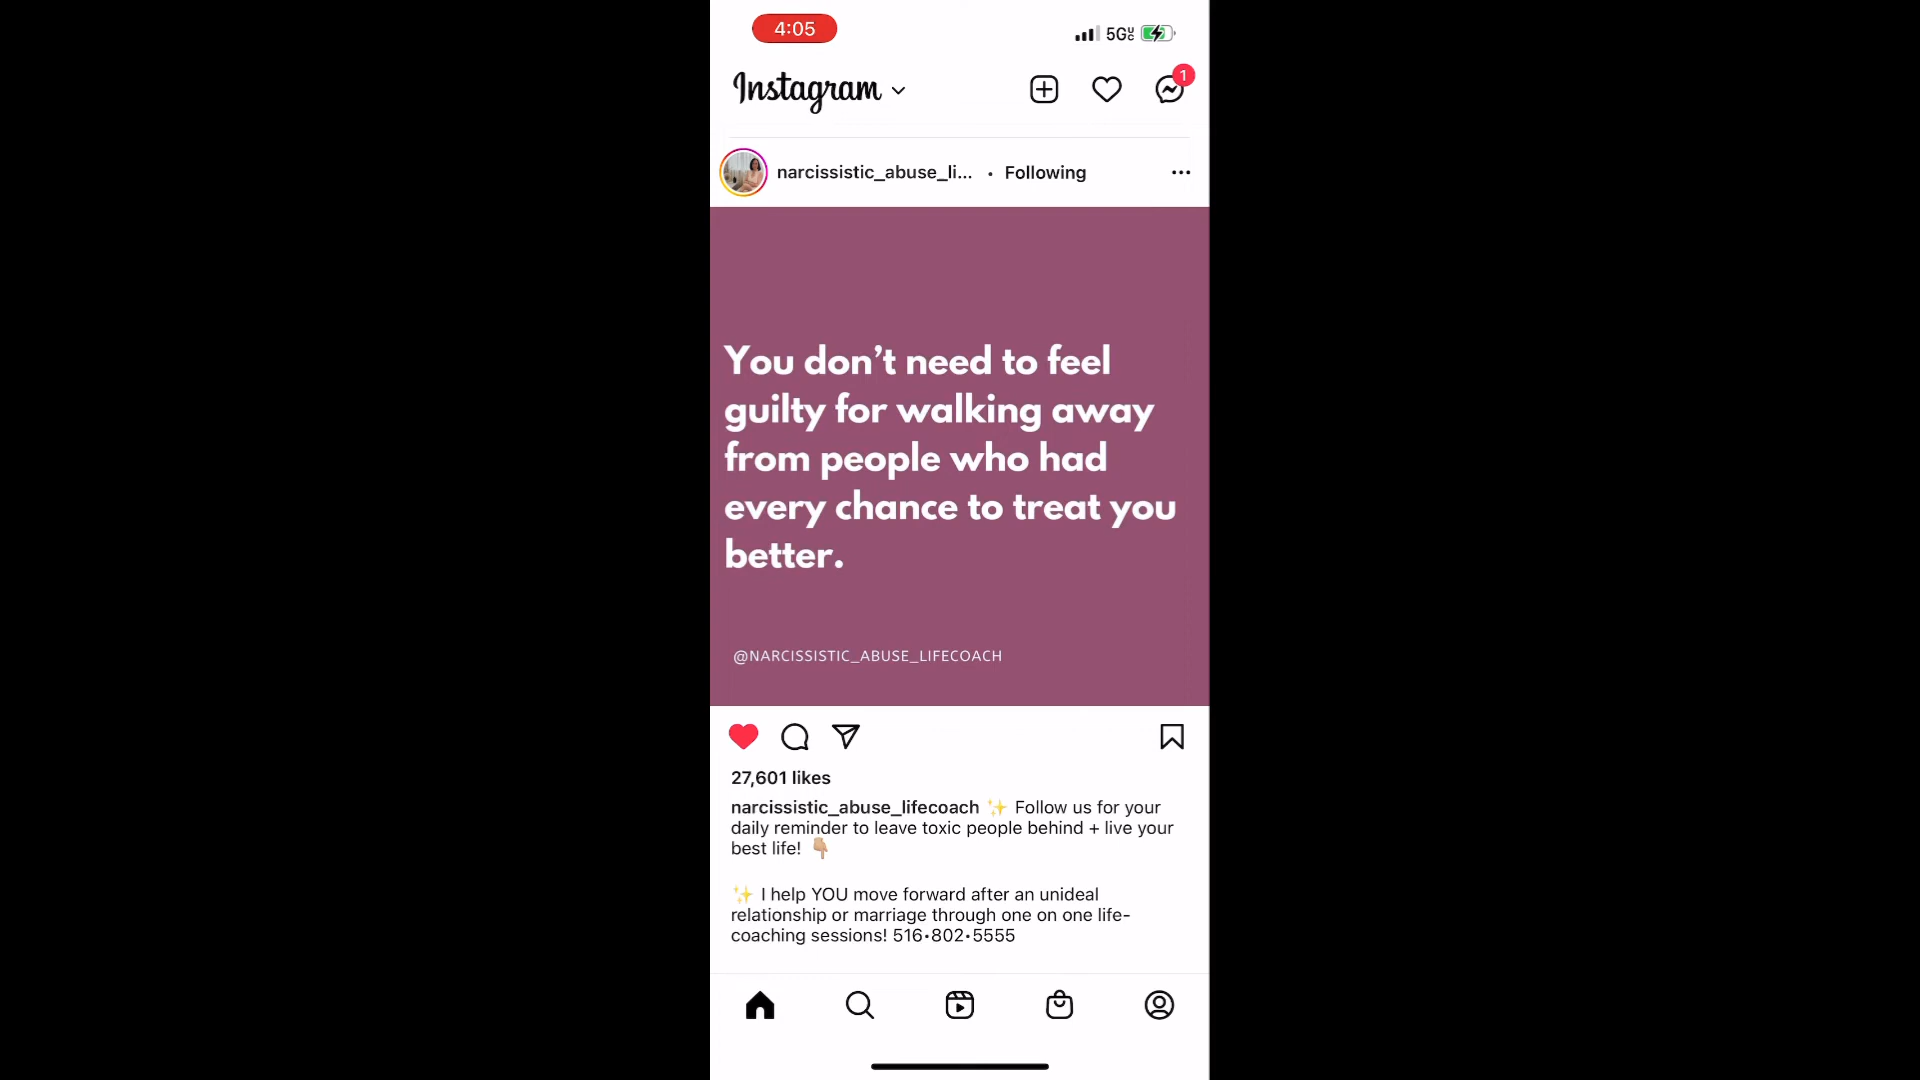 4:05
5GUC
Instagram
1
narcissistic_abuse_li... • Following
You don’t need to feel
guilty for walking away
from people who had
every chance to treat you
better.
@NARCISSISTIC_ABUSE_LIFECOACH
27,601 likes
narcissistic_abuse_lifecoach ✨ Follow us for your
daily reminder to leave toxic people behind + live your
best life! 👇🏼
✨ I help YOU move forward after an unideal
relationship or marriage through one on one life-
coaching sessions! 516•802•5555